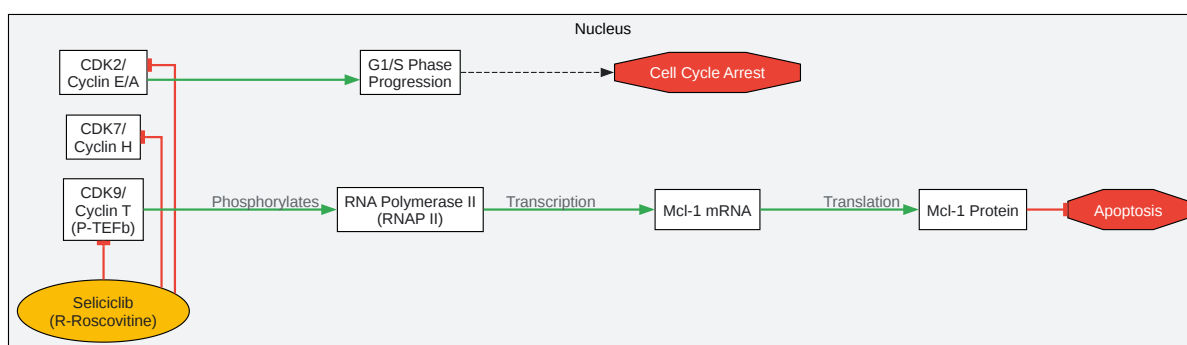 Nucleus
CDK2/
Cyclin E/A
G1/S Phase
Progression
Cell Cycle Arrest
CDK7/
Cyclin H
CDK9/
Cyclin T
(P-TEFb)
Phosphorylates
RNA Polymerase II
(RNAP II)
Transcription
Mcl-1 mRNA
Translation
Mcl-1 Protein
Apoptosis
Seliciclib
(R-Roscovitine)